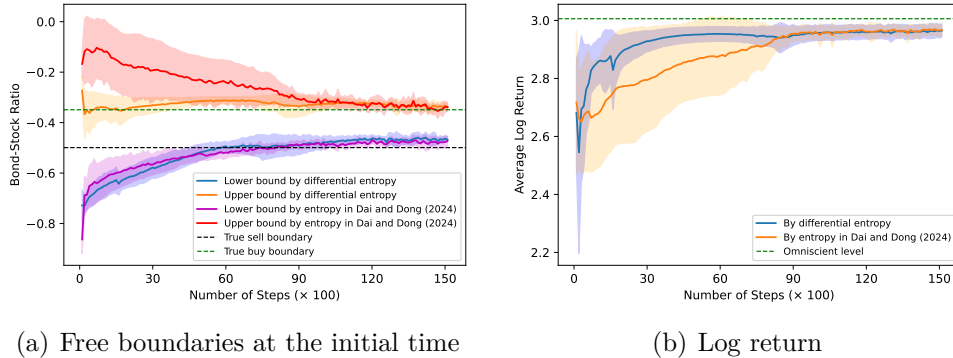 0.0
−0.2
−0.4
−0.6
−0.8
Bond-Stock Ratio
Lower bound by differential entropy
Upper bound by differential entropy
Lower bound by entropy in Dai and Dong (2024)
Upper bound by entropy in Dai and Dong (2024)
True sell boundary
True buy boundary
0 30 60 90 120 150
Number of Steps (× 100)
(a) Free boundaries at the initial time
3.0
2.8
2.6
2.4
2.2
Average Log Return
By differential entropy
By entropy in Dai and Dong (2024)
Omniscient level
0 30 60 90 120 150
Number of Steps (× 100)
(b) Log return